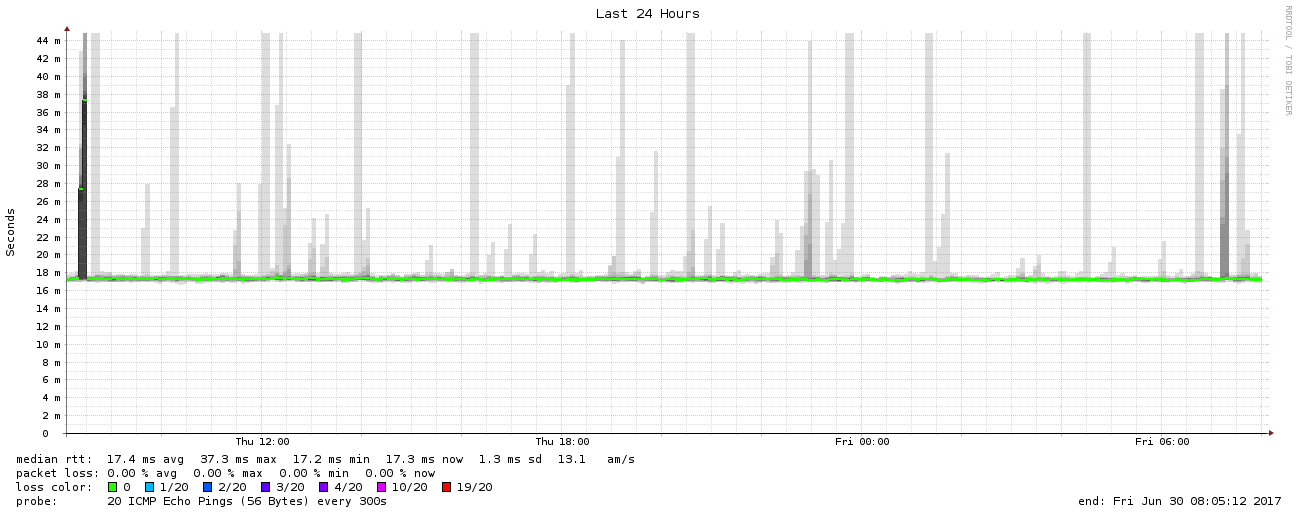 Last 24 Hours
RRDTOOL / TOBI OETIKER
Seconds
44 m
42 m
40 m
38 m
36 m
34 m
32 m
30 m
28 m
26 m
24 m
22 m
20 m
18 m
16 m
14 m
12 m
10 m
8 m
6 m
4 m
2 m
0
Thu 12:00 Thu 18:00 Fri 00:00 Fri 06:00
median rtt: 17.4 ms avg 37.3 ms max 17.2 ms min 17.3 ms now 1.3 ms sd 13.1 am/s
packet loss: 0.00 % avg 0.00 % max 0.00 % min 0.00 % now
loss color: 0 1/20 2/20 3/20 4/20 10/20 19/20
probe: 20 ICMP Echo Pings (56 Bytes) every 300s end: Fri Jun 30 08:05:12 2017